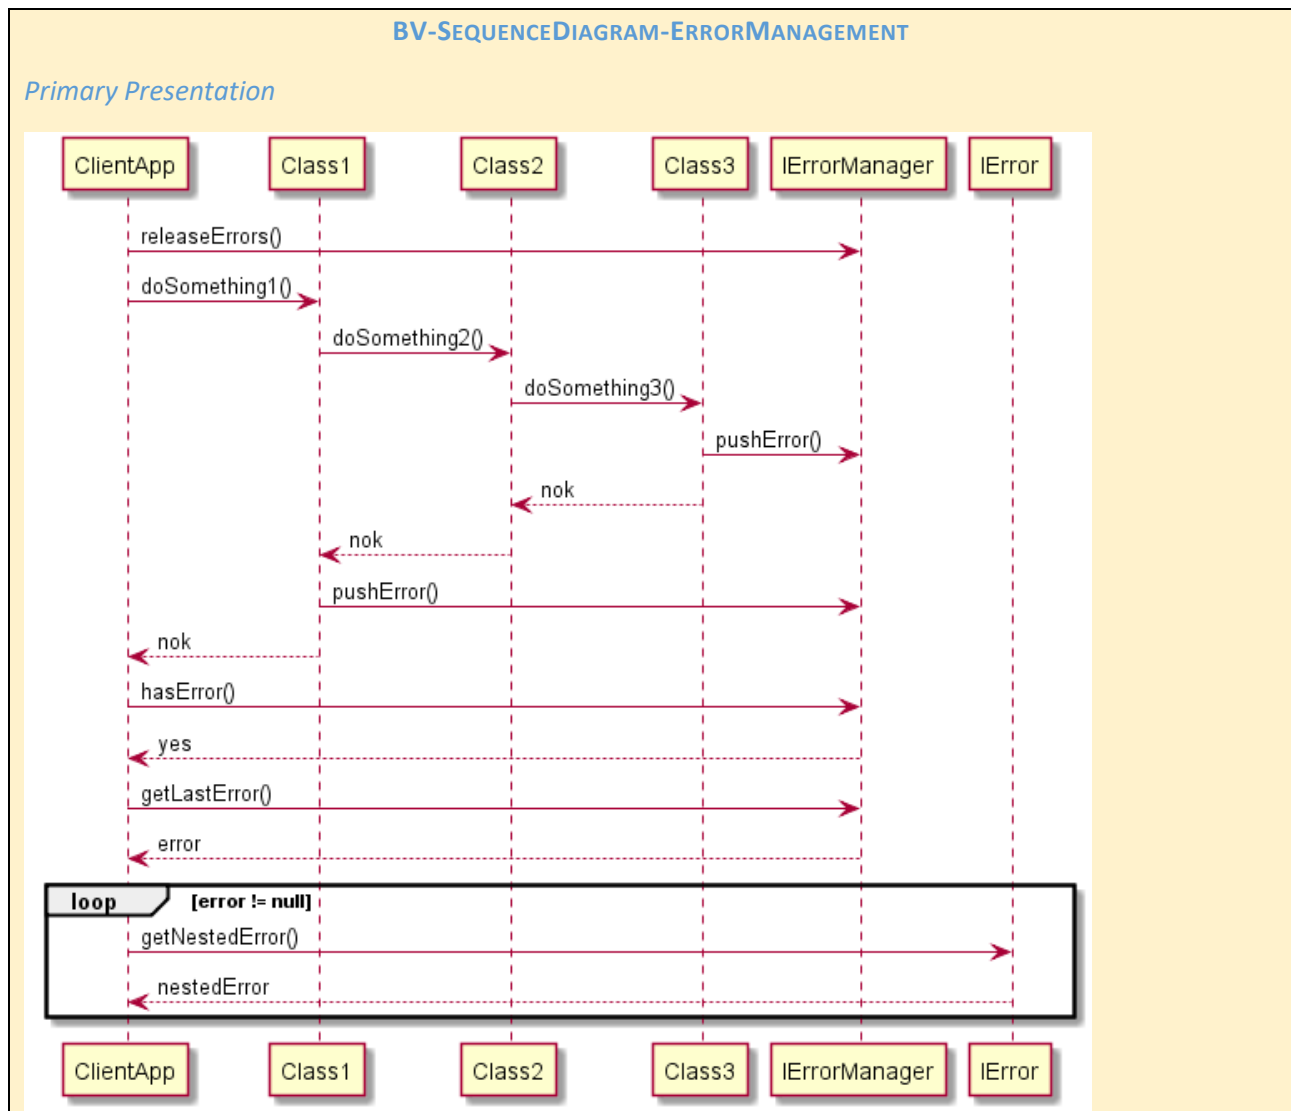 BV-SEQUENCEDIAGRAM-ERRORMANAGEMENT
Primary Presentation
ClientApp Class1 Class2 Class3 IErrorManager IError
releaseErrors()
doSomething1()
doSomething2()
doSomething3()
pushError()
nok
nok
pushError()
nok
hasError()
yes
getLastError()
error
loop [error != null]
getNestedError()
nestedError
ClientApp Class1 Class2 Class3 IErrorManager IError